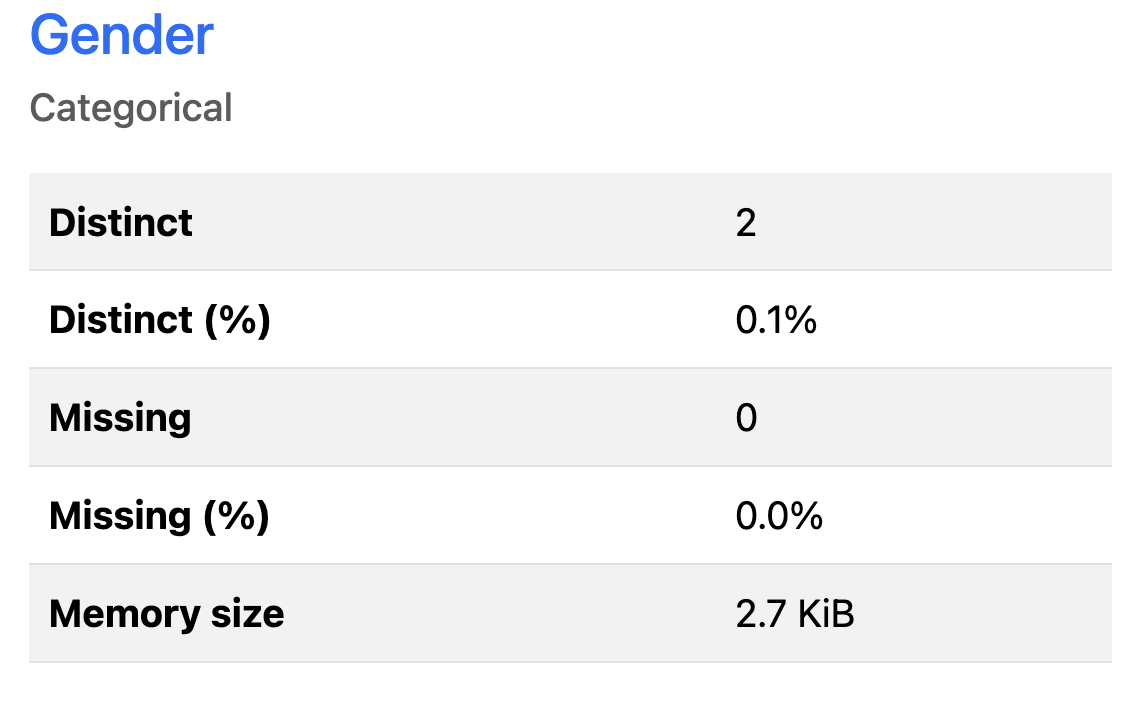 Gender
Categorical
Distinct 2
Distinct (%) 0.1%
Missing 0
Missing (%) 0.0%
Memory size 2.7 KiB